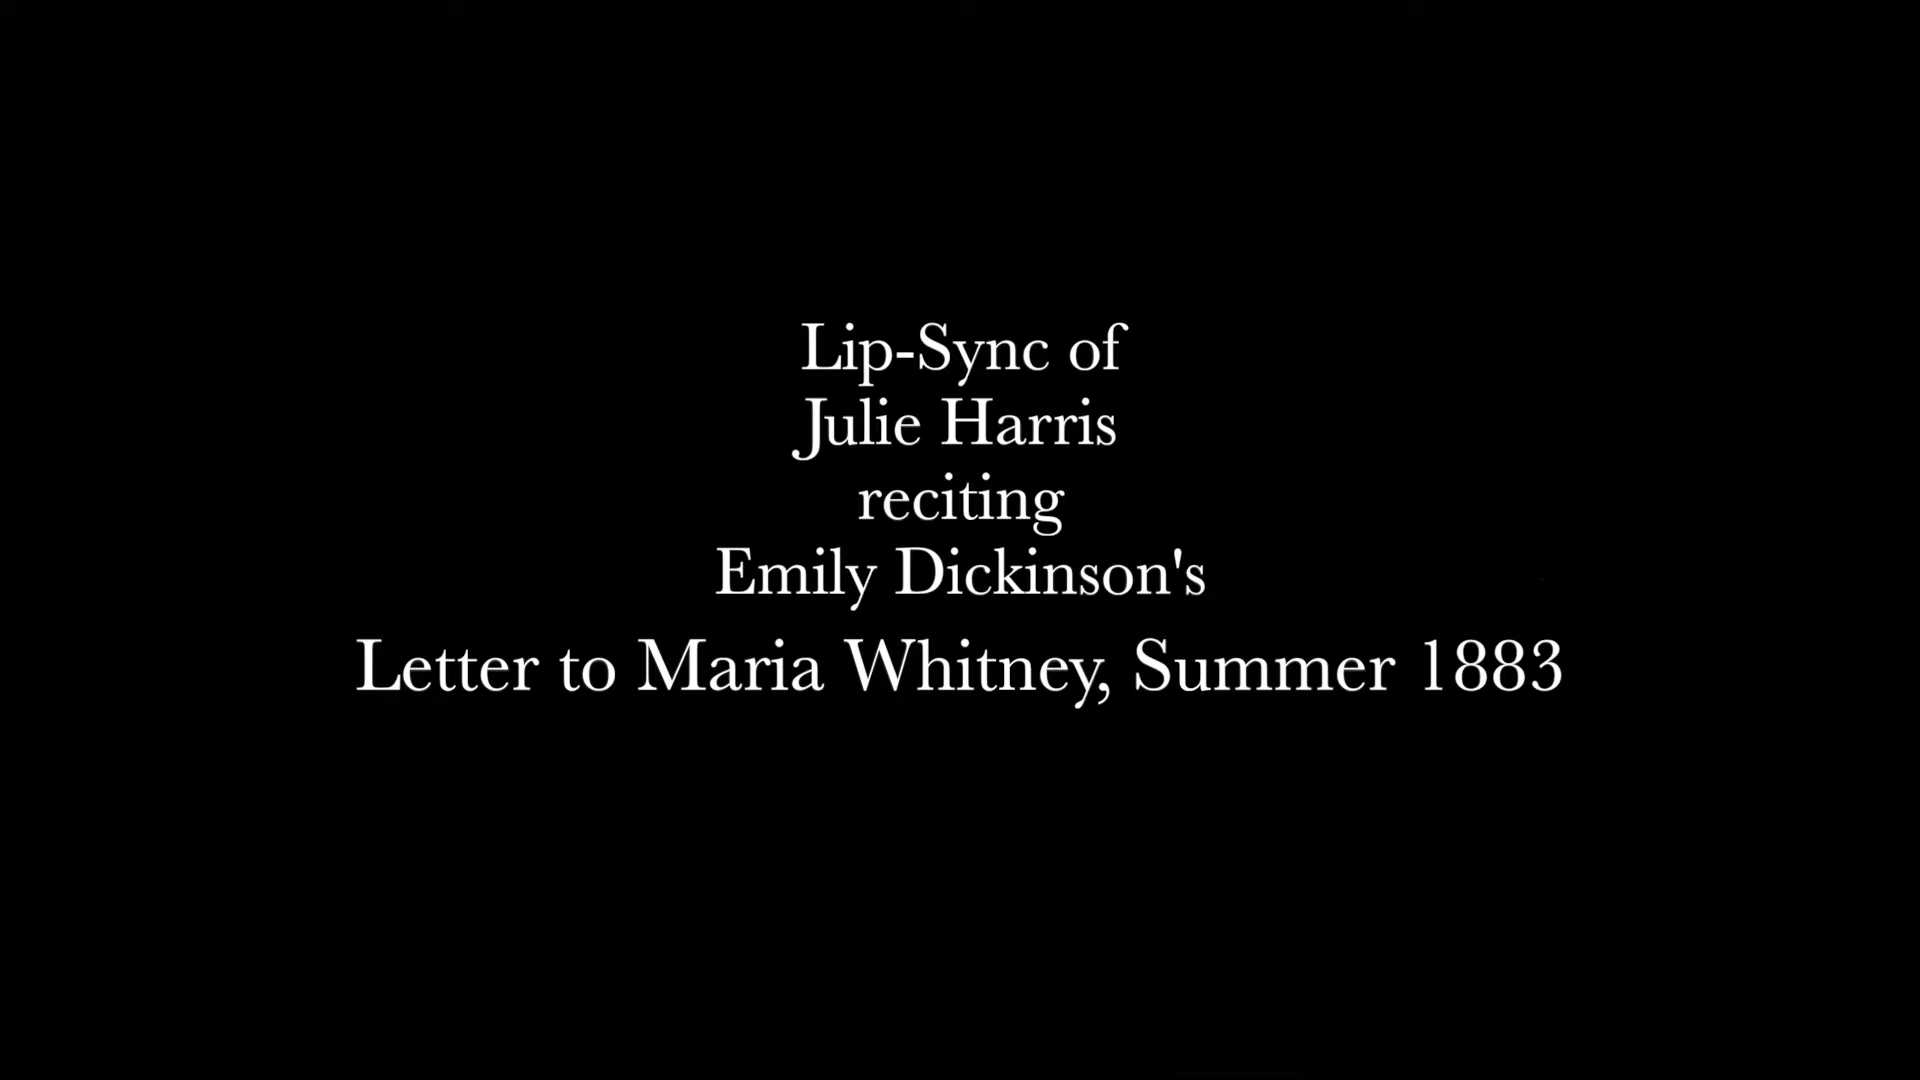 Lip-Sync of
Julie Harris
reciting
Emily Dickinson's
Letter to Maria Whitney, Summer 1883